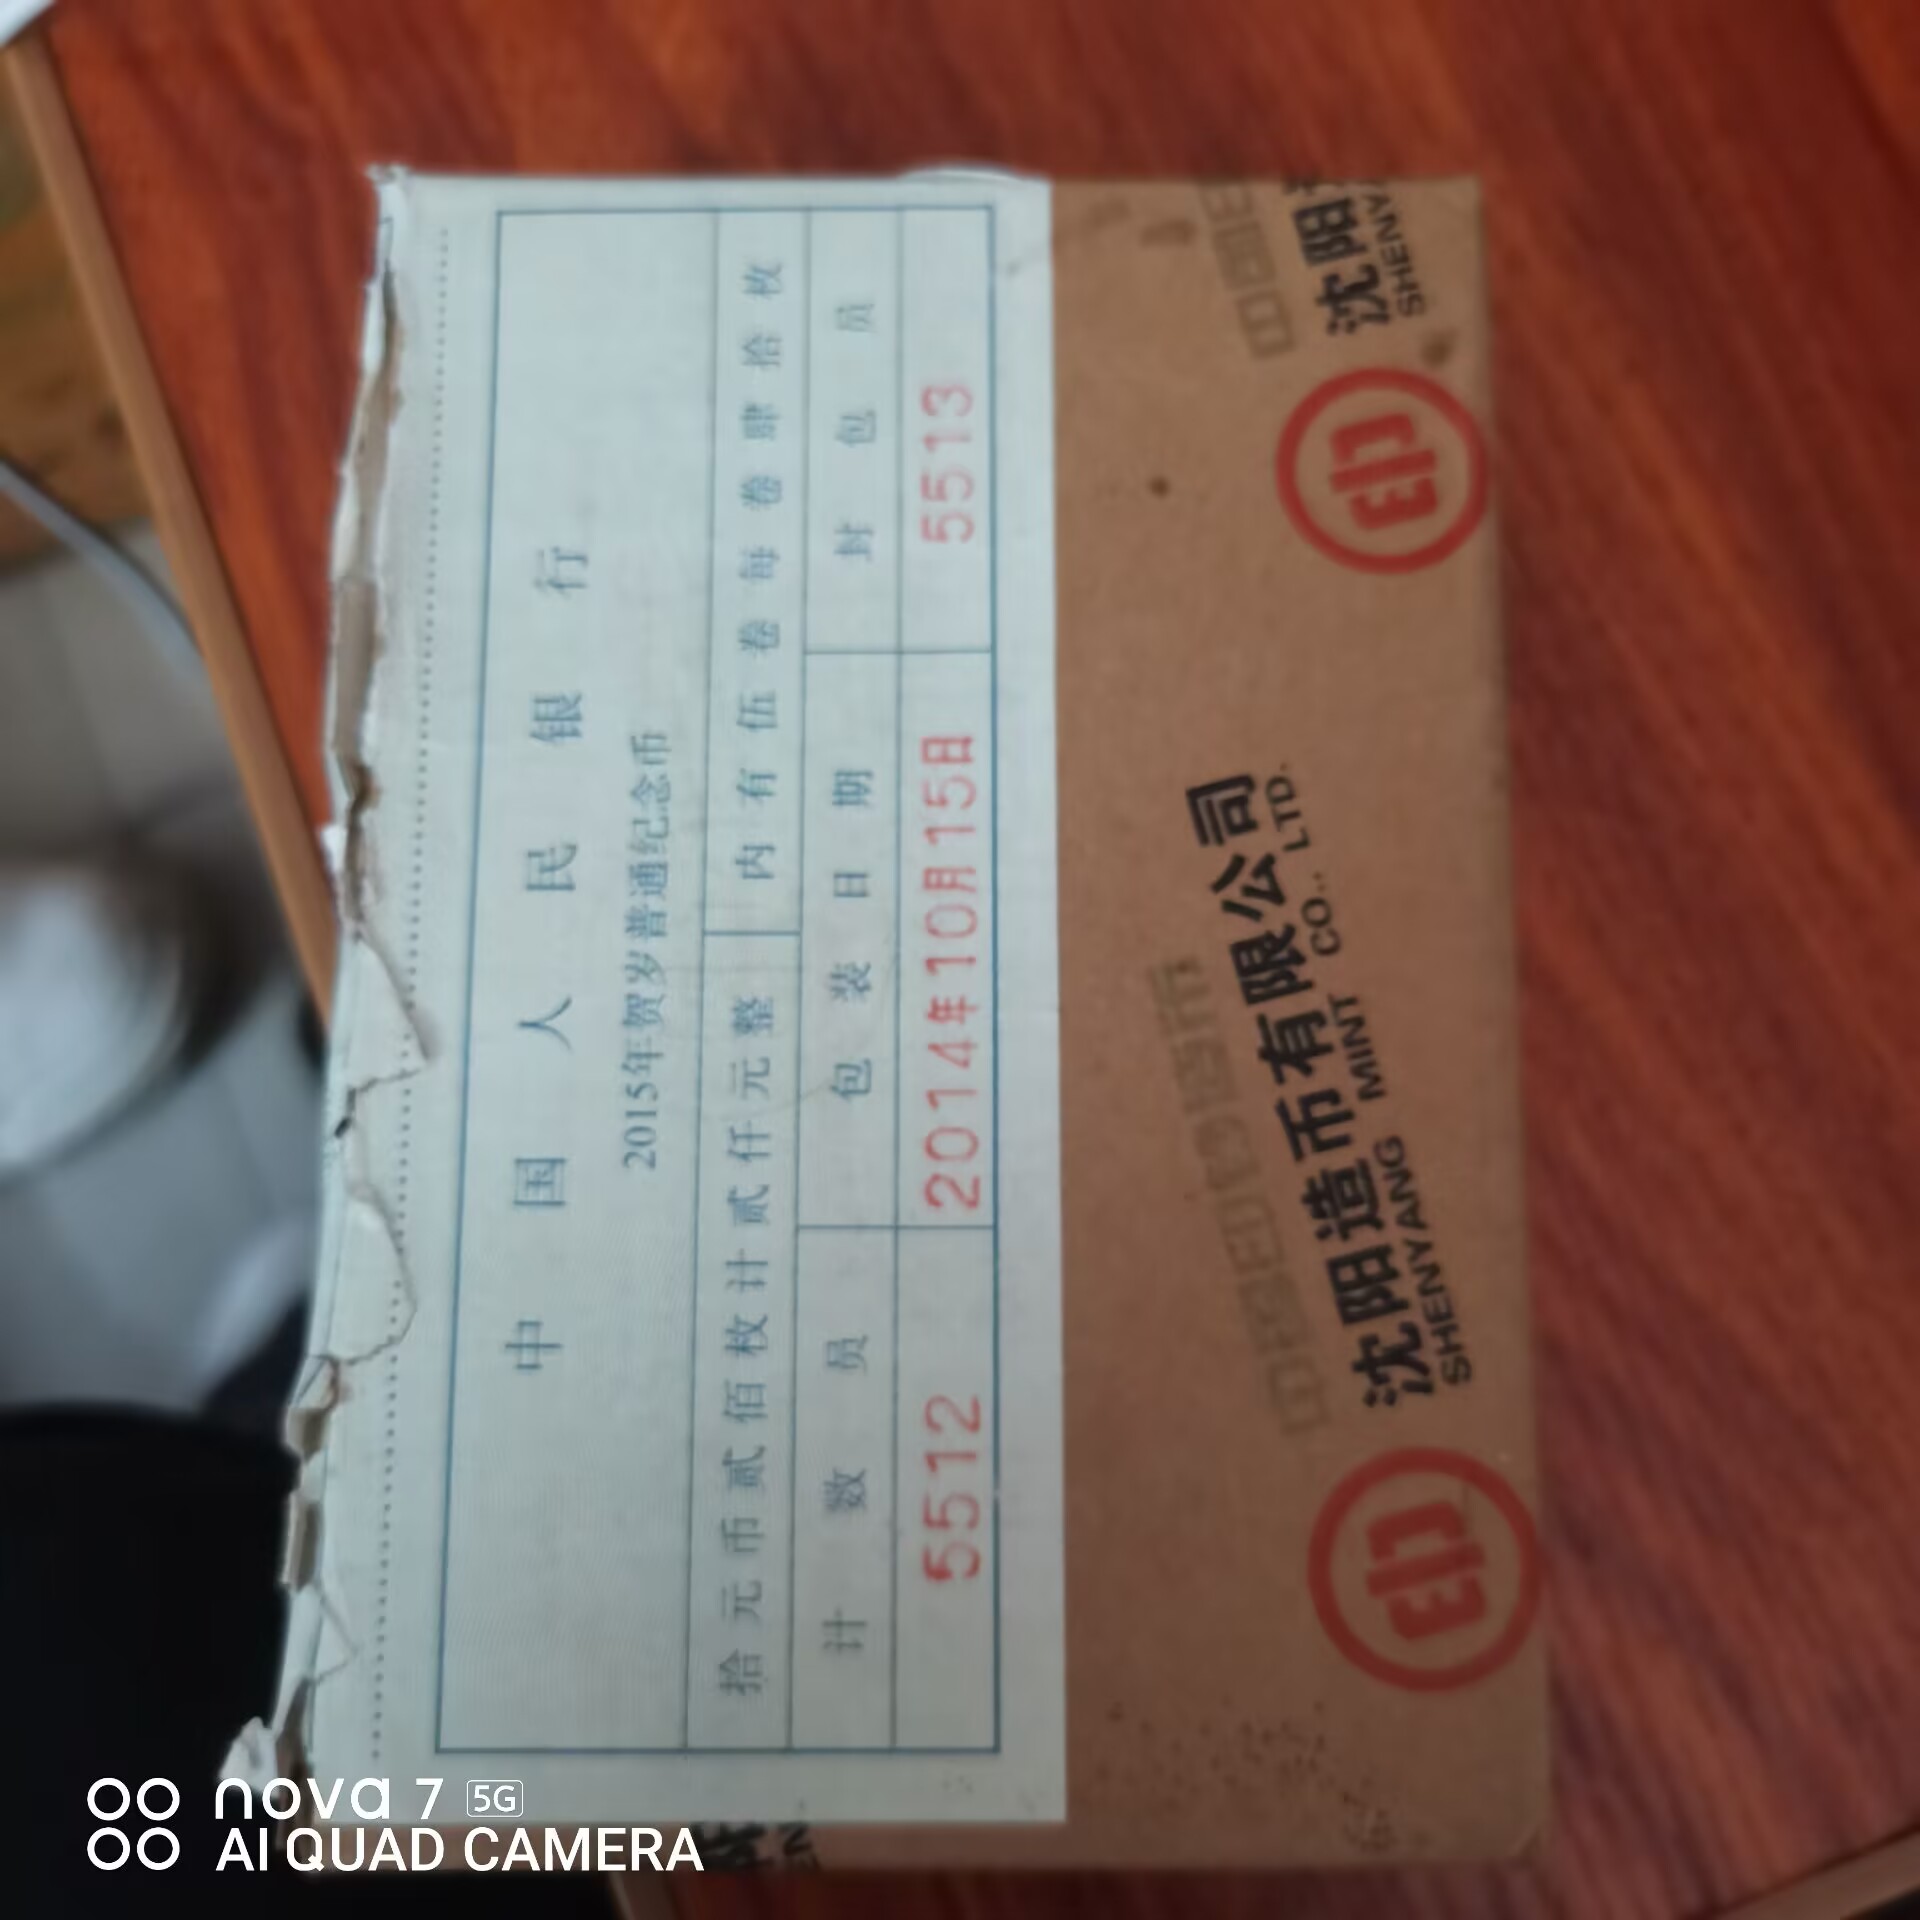 中国人民银行
2015年贺岁普通纪念币
拾元币贰佰枚计贰仟元整 内有伍卷每卷肆拾枚
计数员 包装日期 封包员
5512 2014年10月15日 5513
沈阳造币有限公司
SHENYANG MINT CO., LTD.
沈阳
SHENYA
nova 7 5G
AI QUAD CAMERA